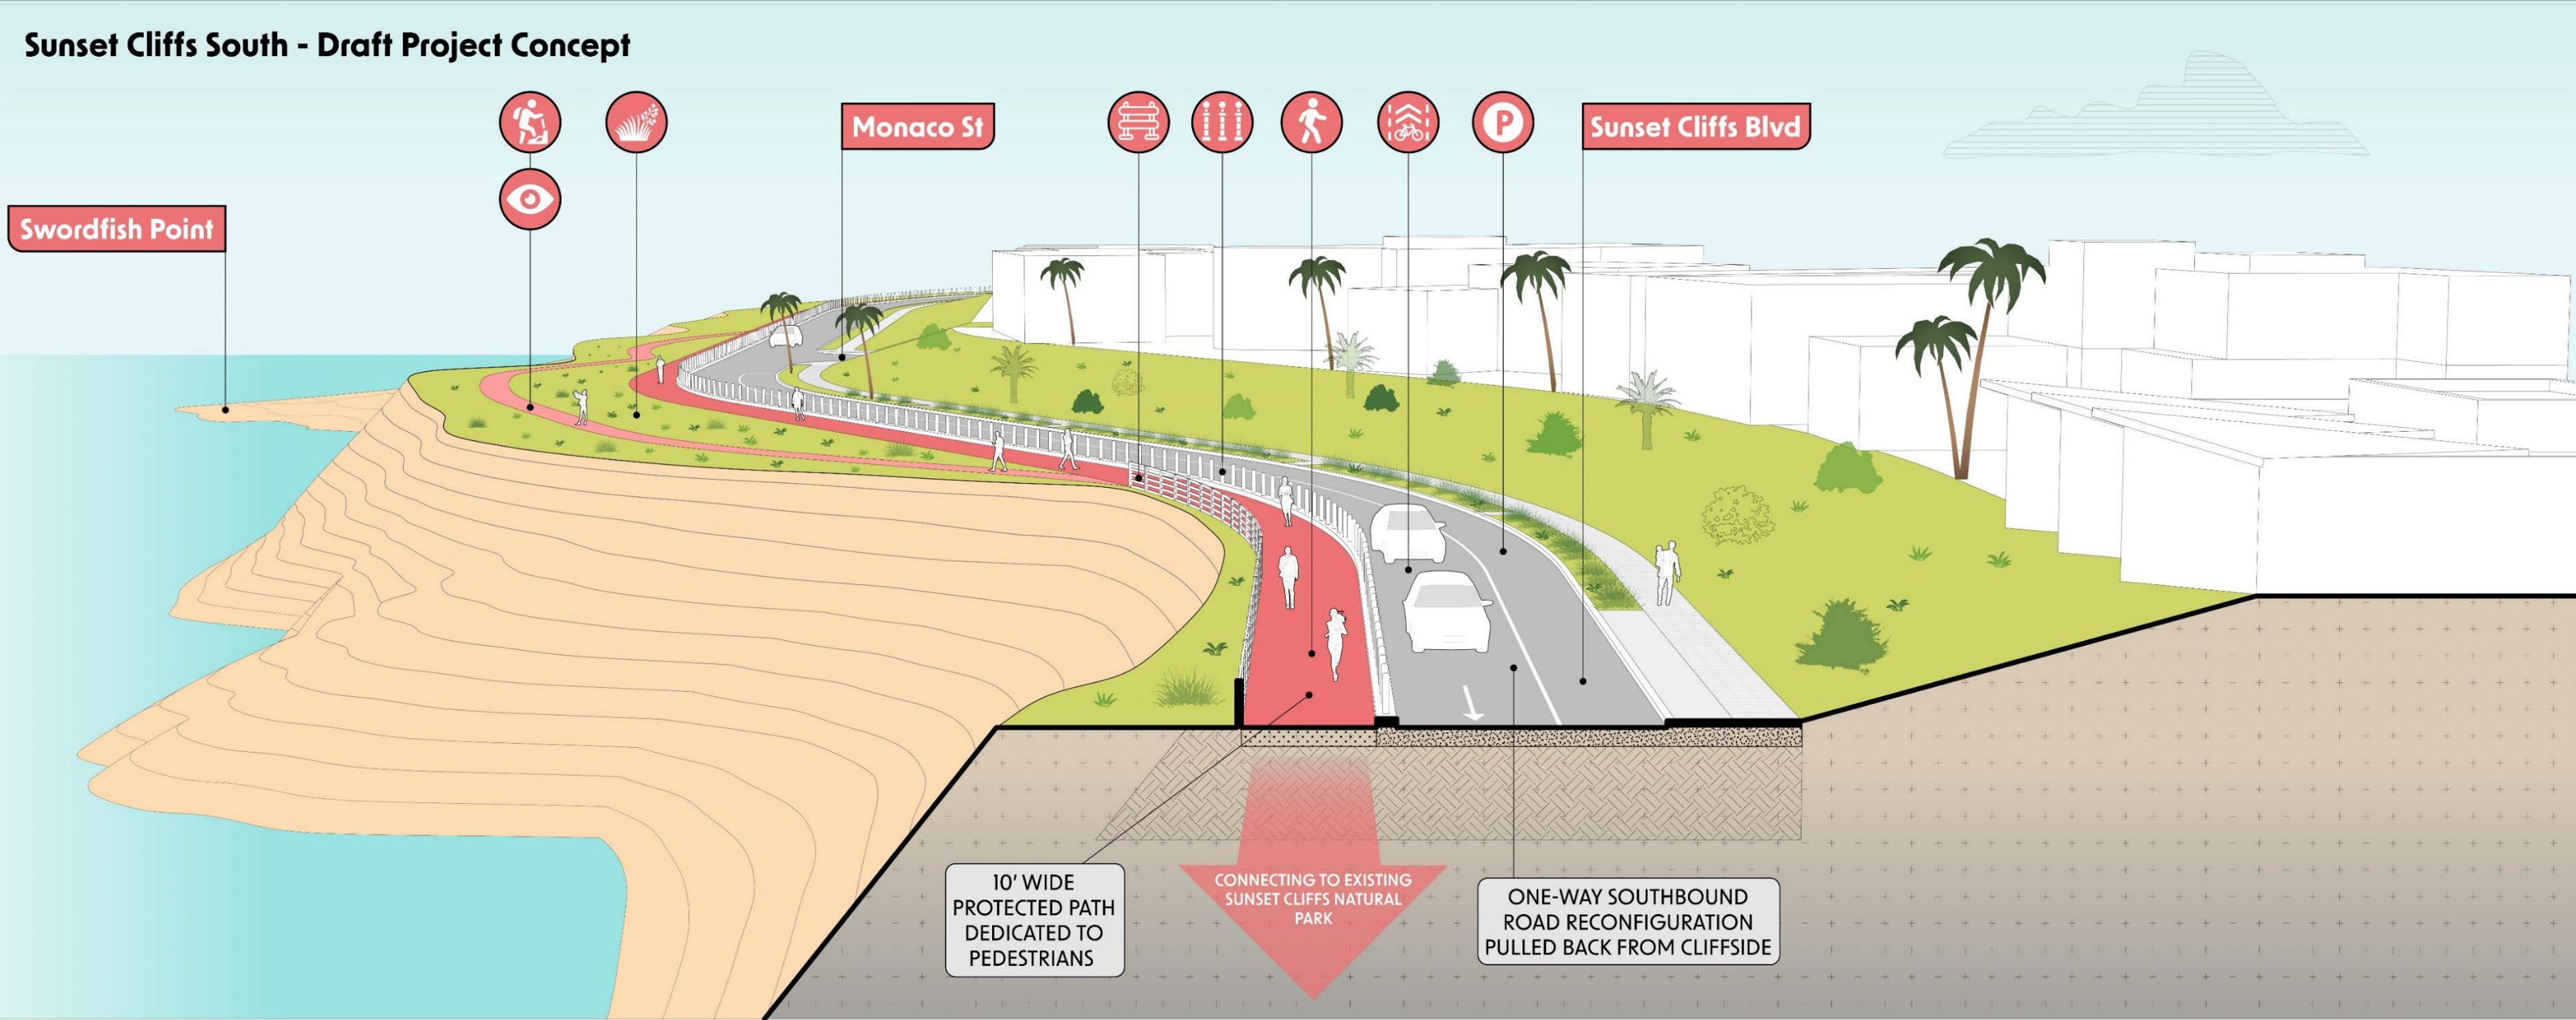 Sunset Cliffs South - Draft Project Concept
Swordfish Point
Monaco St
P
Sunset Cliffs Blvd
10' WIDE
PROTECTED PATH
DEDICATED TO
PEDESTRIANS
CONNECTING TO EXISTING
SUNSET CLIFFS NATURAL
PARK
ONE-WAY SOUTHBOUND
ROAD RECONFIGURATION
PULLED BACK FROM CLIFFSIDE